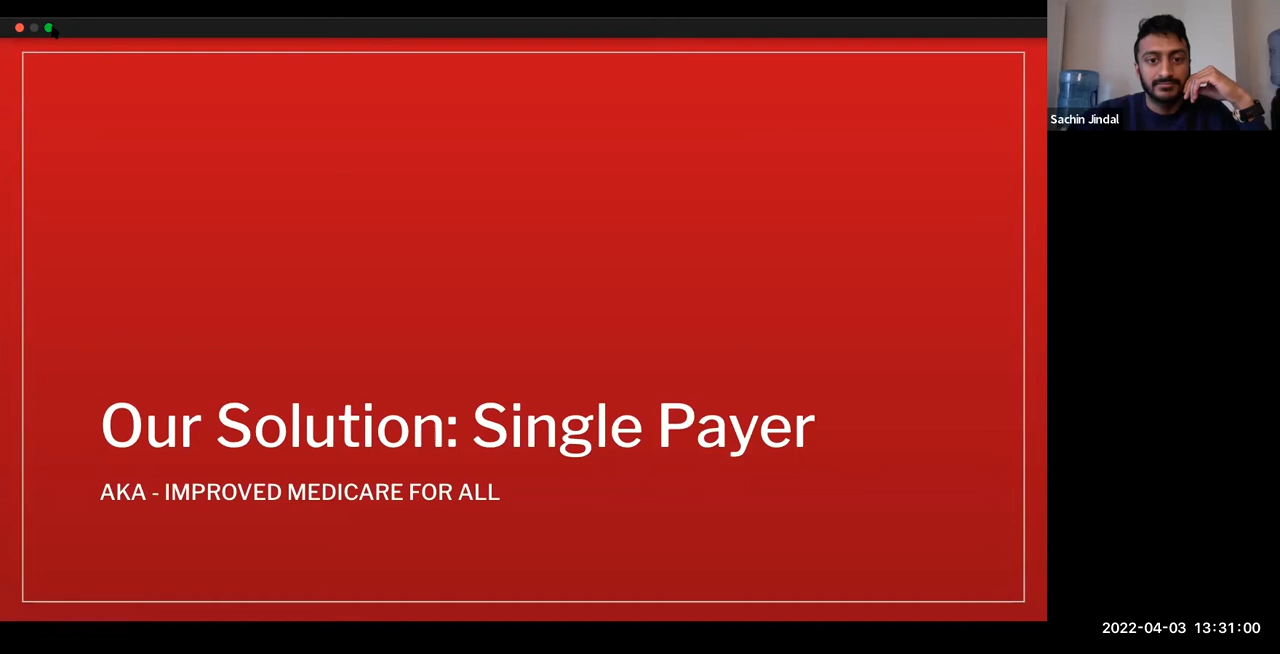 Sachin Jindal
Our Solution: Single Payer
AKA - IMPROVED MEDICARE FOR ALL
2022-04-03 13:31:00